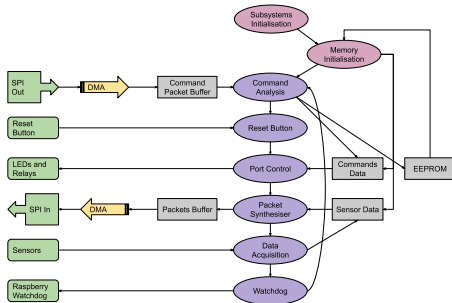 Subsystems
Initialisation
Memory
Initialisation
SPI
Out
DMA
Command
Packet Buffer
Command
Analysis
Reset
Button
Reset Button
LEDs and
Relays
Port Control
Commands
Data
EEPROM
SPI In
DMA
Packets Buffer
Packet
Synthesiser
Sensor Data
Sensors
Data
Acquisition
Raspberry
Watchdog
Watchdog